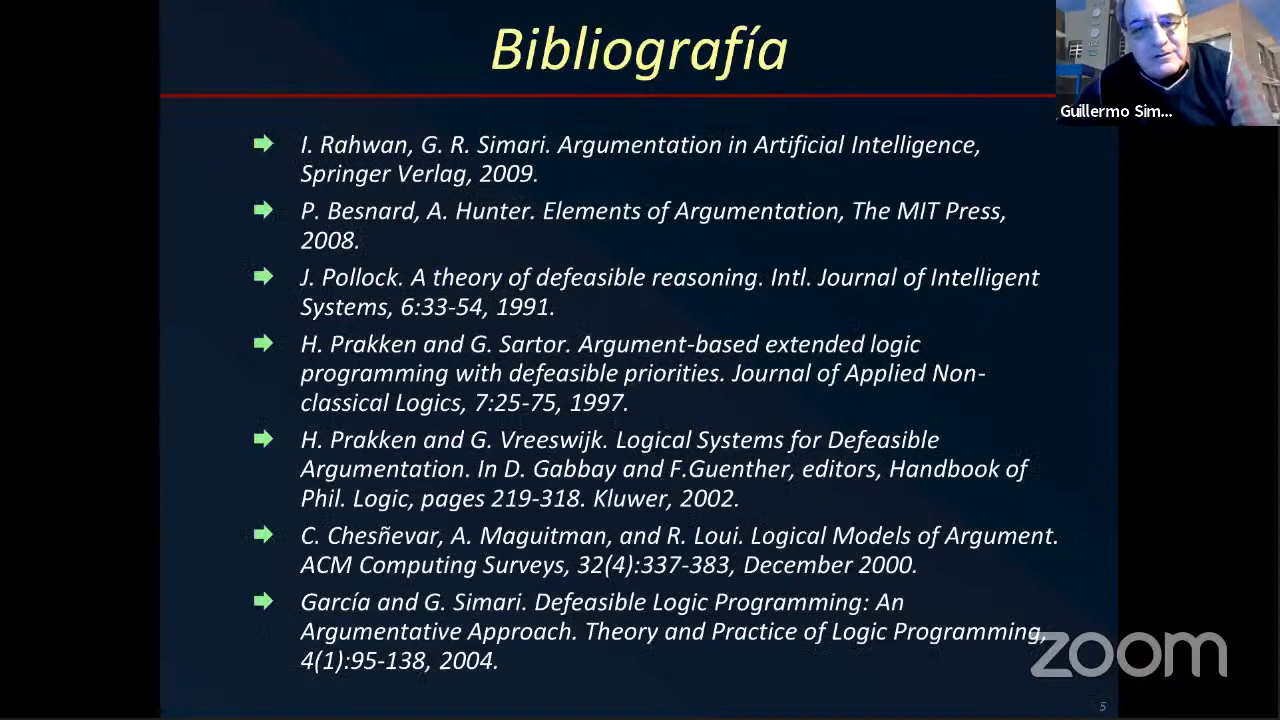 Bibliografía
Guillermo Sim...
I. Rahwan, G. R. Simari. Argumentation in Artificial Intelligence,
Springer Verlag, 2009.
P. Besnard, A. Hunter. Elements of Argumentation, The MIT Press,
2008.
J. Pollock. A theory of defeasible reasoning. Intl. Journal of Intelligent
Systems, 6:33-54, 1991.
H. Prakken and G. Sartor. Argument-based extended logic
programming with defeasible priorities. Journal of Applied Non-
classical Logics, 7:25-75, 1997.
H. Prakken and G. Vreeswijk. Logical Systems for Defeasible
Argumentation. In D. Gabbay and F.Guenther, editors, Handbook of
Phil. Logic, pages 219-318. Kluwer, 2002.
C. Chesñevar, A. Maguitman, and R. Loui. Logical Models of Argument.
ACM Computing Surveys, 32(4):337-383, December 2000.
García and G. Simari. Defeasible Logic Programming: An
Argumentative Approach. Theory and Practice of Logic Programming,
4(1):95-138, 2004.
zoom
5